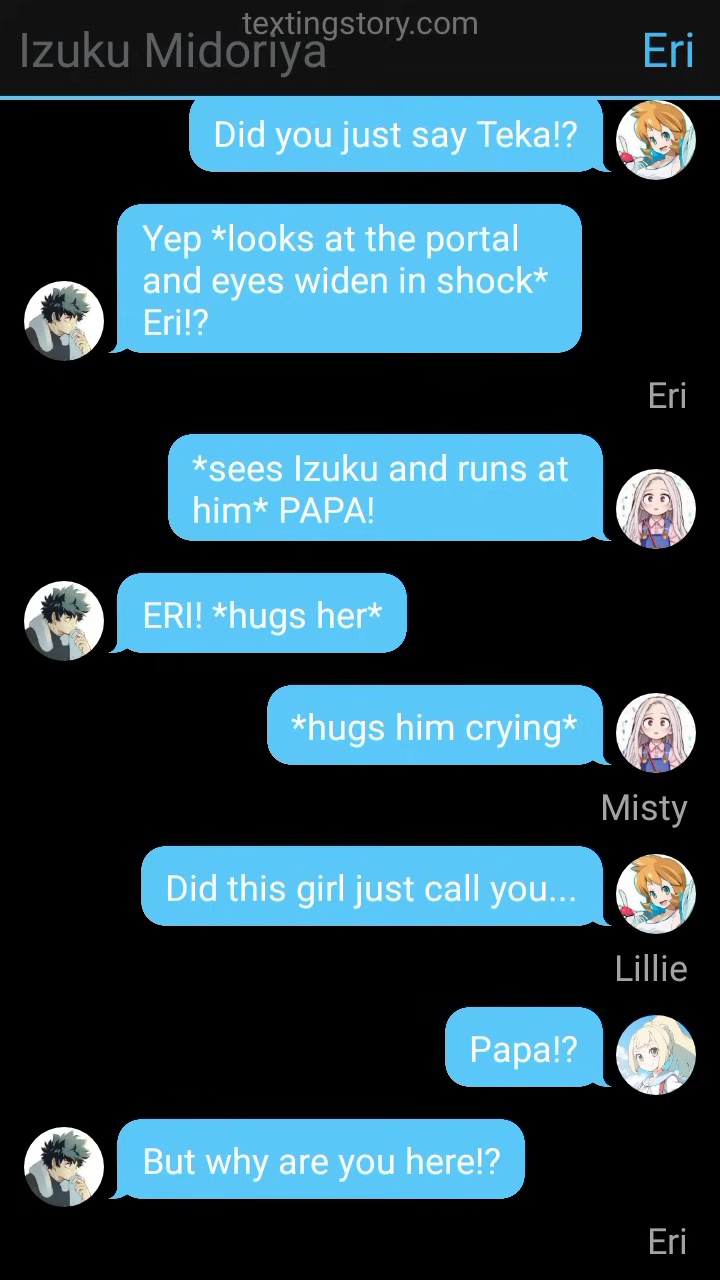 textingstory.com
Izuku Midoriya
Eri
Did you just say Teka!?
Yep *looks at the portal
and eyes widen in shock*
Eri!?
Eri
*sees Izuku and runs at
him* PAPA!
ERI! *hugs her*
*hugs him crying*
Misty
Did this girl just call you...
Lillie
Papa!?
But why are you here!?
Eri